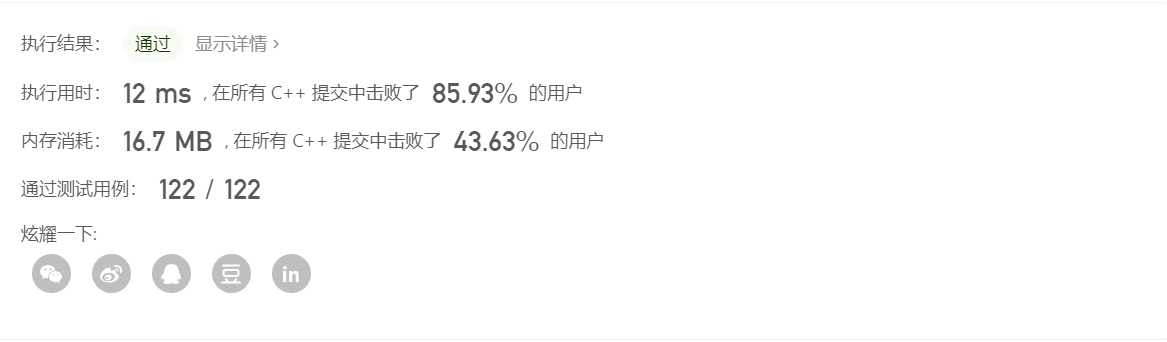 执行结果： 通过 显示详情 ›
执行用时： 12 ms , 在所有 C++ 提交中击败了 85.93% 的用户
内存消耗： 16.7 MB , 在所有 C++ 提交中击败了 43.63% 的用户
通过测试用例： 122 / 122
炫耀一下:
豆 in